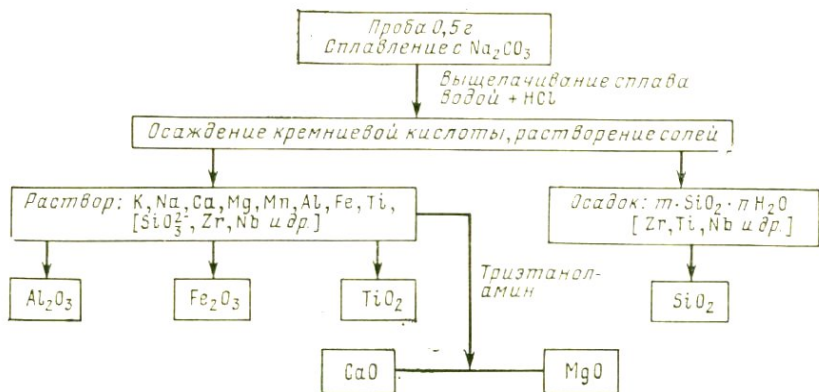 Проба 0,5 г
Сплавление с Na₂CO₃
Выщелачивание сплава
водой + HCl
Осаждение кремниевой кислоты, растворение солей
Раствор: K, Na, Ca, Mg, Mn, Al, Fe, Ti,
[SiO₃²⁻, Zr, Nb и др.]
Осадок: m·SiO₂·nH₂O
[Zr, Ti, Nb и др.]
Al₂O₃
Fe₂O₃
TiO₂
Триэтанол-
амин
SiO₂
CaO
MgO